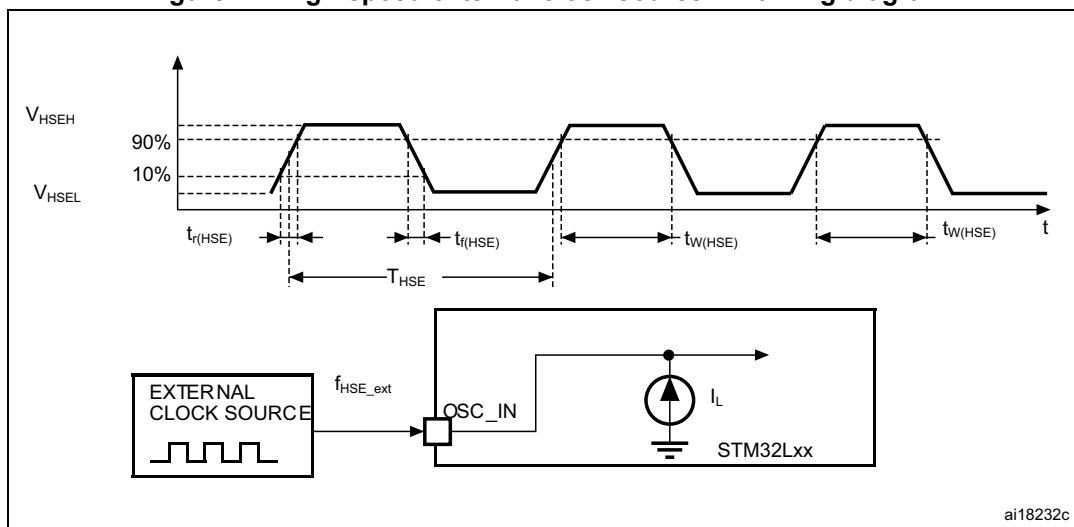 V_HSEH
90%
10%
V_HSEL
t_r(HSE)
t_f(HSE)
t_W(HSE)
t_W(HSE)
t
T_HSE
EXTERNAL
CLOCK SOURCE
f_HSE_ext
OSC_IN
I_L
STM32Lxx
ai18232c